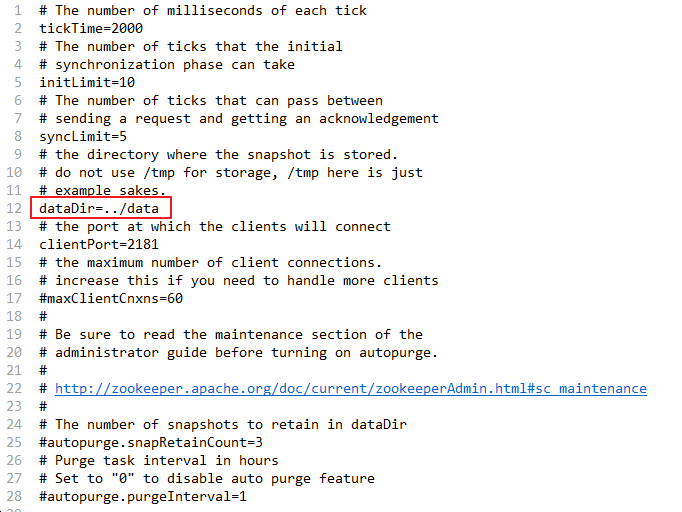 1 # The number of milliseconds of each tick
2 tickTime=2000
3 # The number of ticks that the initial
4 # synchronization phase can take
5 initLimit=10
6 # The number of ticks that can pass between
7 # sending a request and getting an acknowledgement
8 syncLimit=5
9 # the directory where the snapshot is stored.
10 # do not use /tmp for storage, /tmp here is just
11 # example sakes.
12 dataDir=../data
13 # the port at which the clients will connect
14 clientPort=2181
15 # the maximum number of client connections.
16 # increase this if you need to handle more clients
17 #maxClientCnxns=60
18 #
19 # Be sure to read the maintenance section of the
20 # administrator guide before turning on autopurge.
21 #
22 # http://zookeeper.apache.org/doc/current/zookeeperAdmin.html#sc_maintenance
23 #
24 # The number of snapshots to retain in dataDir
25 #autopurge.snapRetainCount=3
26 # Purge task interval in hours
27 # Set to "0" to disable auto purge feature
28 #autopurge.purgeInterval=1